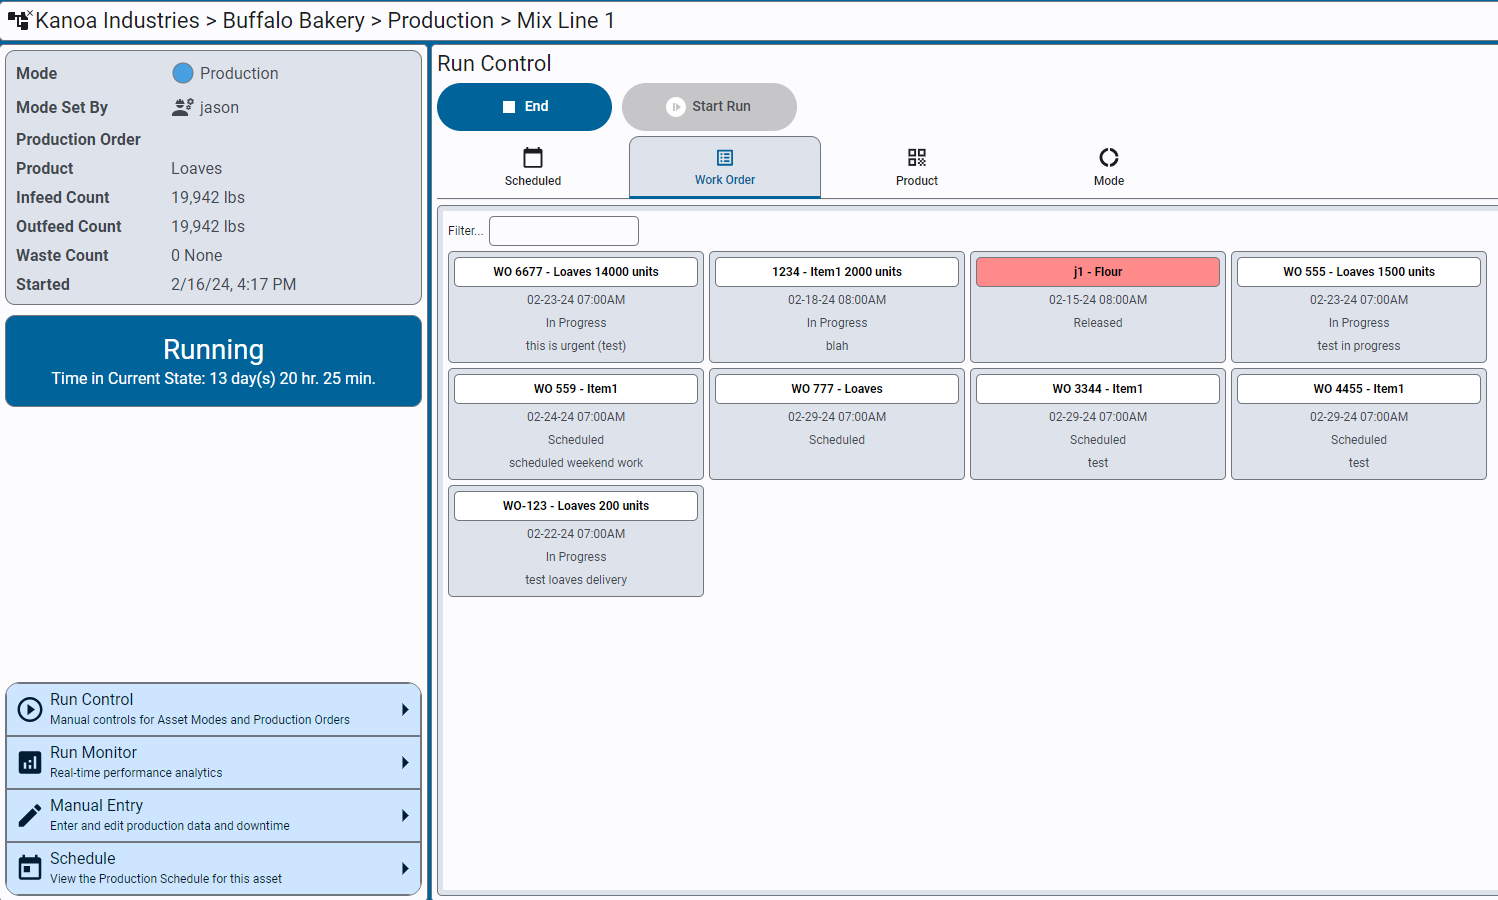 Kanoa Industries > Buffalo Bakery > Production > Mix Line 1
Mode Production
Mode Set By jason
Production Order
Product Loaves
Infeed Count 19,942 lbs
Outfeed Count 19,942 lbs
Waste Count 0 None
Started 2/16/24, 4:17 PM
Running
Time in Current State: 13 day(s) 20 hr. 25 min.
Run Control
Manual controls for Asset Modes and Production Orders
Run Monitor
Real-time performance analytics
Manual Entry
Enter and edit production data and downtime
Schedule
View the Production Schedule for this asset
Run Control
End
Start Run
Scheduled
Work Order
Product
Mode
Filter...
WO 6677 - Loaves 14000 units
02-23-24 07:00AM
In Progress
this is urgent (test)
1234 - Item1 2000 units
02-18-24 08:00AM
In Progress
blah
j1 - Flour
02-15-24 08:00AM
Released
WO 555 - Loaves 1500 units
02-23-24 07:00AM
In Progress
test in progress
WO 559 - Item1
02-24-24 07:00AM
Scheduled
scheduled weekend work
WO 777 - Loaves
02-29-24 07:00AM
Scheduled
WO 3344 - Item1
02-29-24 07:00AM
Scheduled
test
WO 4455 - Item1
02-29-24 07:00AM
Scheduled
test
WO-123 - Loaves 200 units
02-22-24 07:00AM
In Progress
test loaves delivery